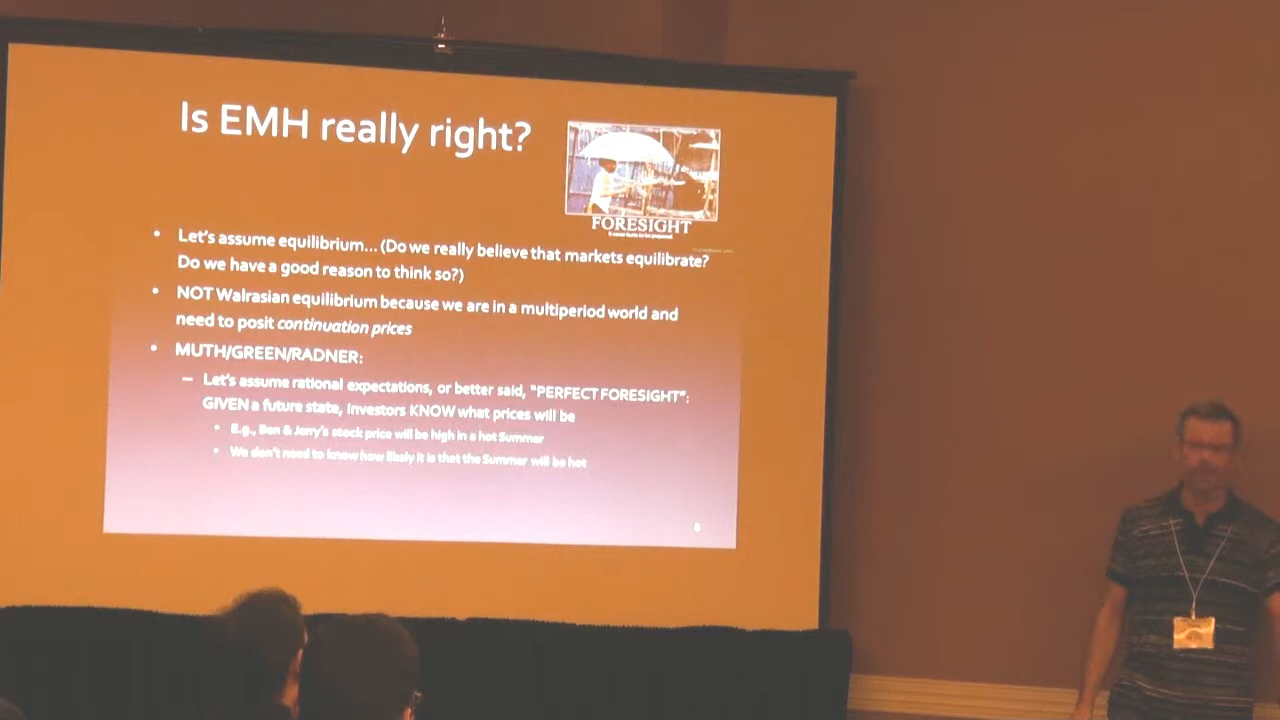 Is EMH really right?
FORESIGHT
• Let's assume equilibrium... (Do we really believe that markets equilibrate?
Do we have a good reason to think so?)
• NOT Walrasian equilibrium because we are in a multiperiod world and
need to posit continuation prices
• MUTH/GREEN/RADNER:
– Let's assume rational expectations, or better said, "PERFECT FORESIGHT":
GIVEN a future state, investors KNOW what prices will be
• E.g., Ben & Jerry's stock price will be high in a hot Summer
• We don't need to know how likely it is that the Summer will be hot